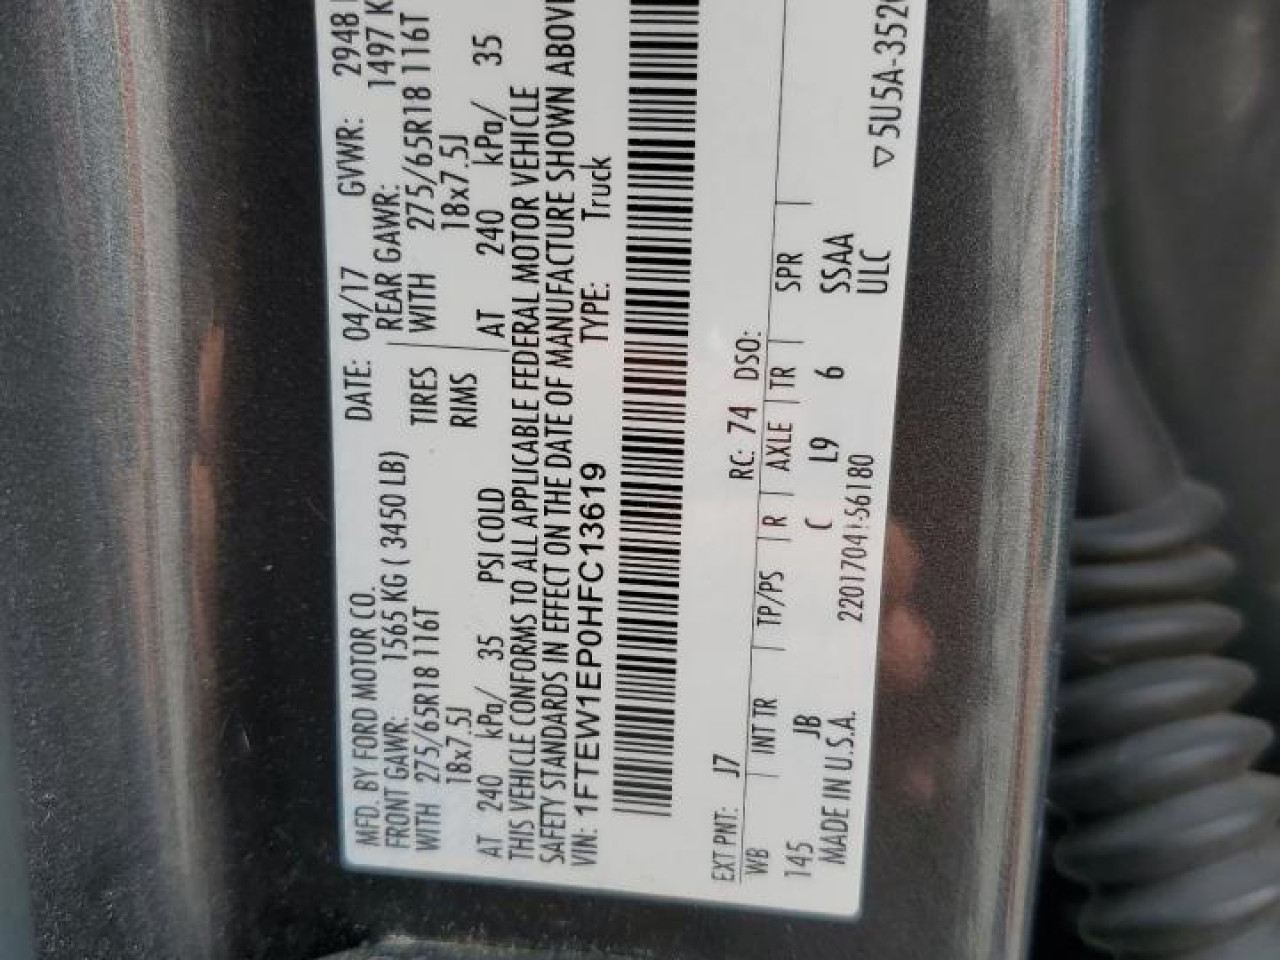 MFD. BY FORD MOTOR CO.
DATE: 04/17 GVWR: 2948
FRONT GAWR: 1565 KG ( 3450 LB) REAR GAWR: 1497 K
WITH 275/65R18 116T TIRES WITH 275/65R18 116T
18x7.5J RIMS 18x7.5J
AT 240 kPa/ 35 PSI COLD AT 240 kPa/ 35
THIS VEHICLE CONFORMS TO ALL APPLICABLE FEDERAL MOTOR VEHICLE
SAFETY STANDARDS IN EFFECT ON THE DATE OF MANUFACTURE SHOWN ABOV
VIN: 1FTEW1EP0HFC13619 TYPE: Truck
EXT PNT: J7 RC: 74 DSO:
WB INT TR TP/PS R AXLE TR SPR
145 JB C L9 6 SSAA
MADE IN U.S.A. ULC
▽5U5A-352